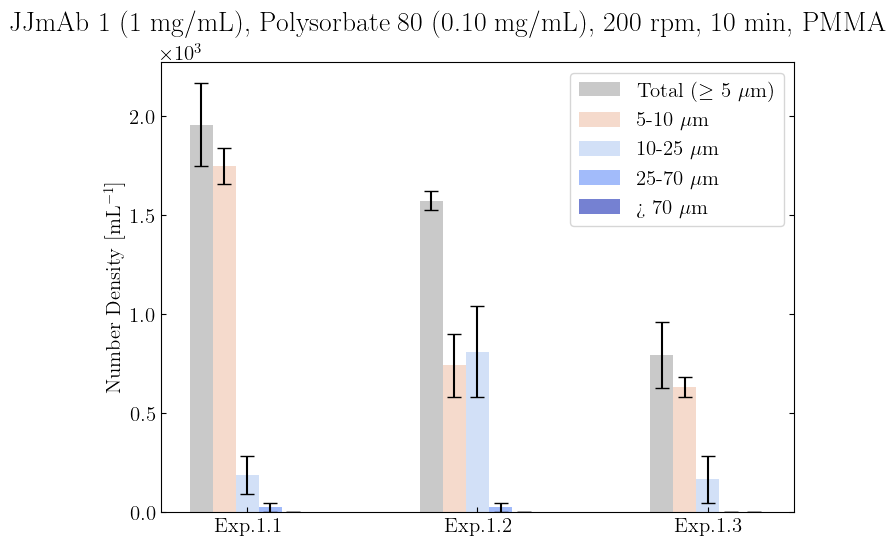 JJmAb 1 (1 mg/mL), Polysorbate 80 (0.10 mg/mL), 200 rpm, 10 min, PMMA
×10³
Number Density [mL⁻¹]
2.0
1.5
1.0
0.5
0.0
Total (≥ 5 μm)
5-10 μm
10-25 μm
25-70 μm
¿ 70 μm
Exp.1.1 Exp.1.2 Exp.1.3